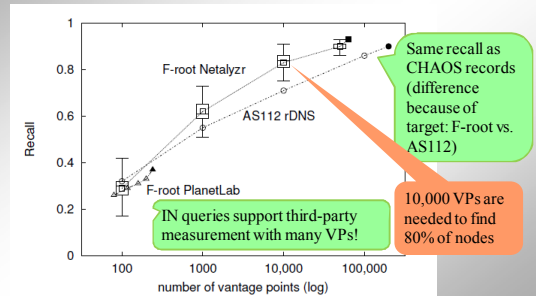 1
0.8
0.6
0.4
0.2
0
Recall
100
1000
10,000
100,000
number of vantage points (log)
F-root Netalyzr
AS112 rDNS
F-root PlanetLab
Same recall as
CHAOS records
(difference
because of
target: F-root vs.
AS112)
10,000 VPs are
needed to find
80% of nodes
IN queries support third-party
measurement with many VPs!